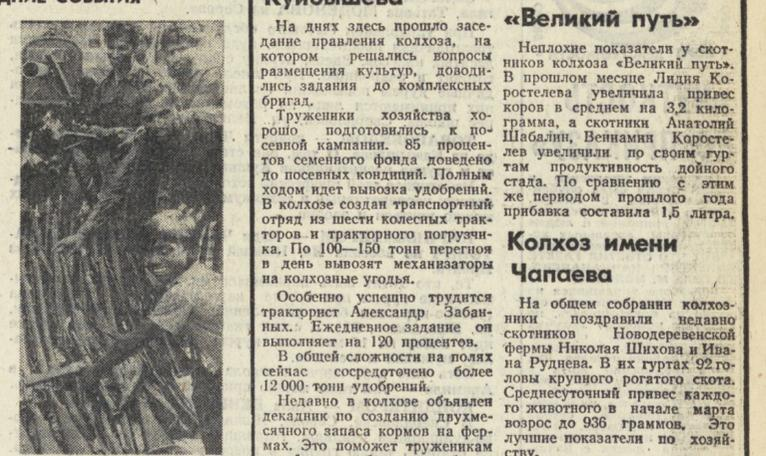 СОБЫТИЯ
Куйбышева
На днях здесь прошло засе-
дание правления колхоза, на
котором решались вопросы
размещения культур, доводи-
лись задания до комплексных
бригад.
Труженики хозяйства хо-
рошо подготовились к по-
севной кампании. 85 процен-
тов семенного фонда доведено
до посевных кондиций. Полным
ходом идет вывозка удобрений.
В колхозе создан транспортный
отряд из шести колесных трак-
торов и тракторного погрузчи-
ка. По 100—150 тонн перегноя
в день вывозят механизаторы
на колхозные угодья.
Особенно успешно трудится
тракторист Александр Забан-
ных. Ежедневное задание он
выполняет на 120 процентов.
В общей сложности на полях
сейчас сосредоточено более
12 000 тонн удобрений.
Недавно в колхозе объявлен
декадник по созданию двухме-
сячного запаса кормов на фер-
мах. Это поможет труженикам
«Великий путь»
Неплохие показатели у скот-
ников колхоза «Великий путь».
В прошлом месяце Лидия Ко-
ростелева увеличила привес
коров в среднем на 3,2 кило-
грамма, а скотники Анатолий
Шабалин, Вениамин Коросте-
лев увеличили по своим гур-
там продуктивность дойного
стада. По сравнению с этим
же периодом прошлого года
прибавка составила 1,5 литра.
Колхоз имени
Чапаева
На общем собрании колхоз-
ники поздравили недавно
скотников Новодеревенской
фермы Николая Шихова и Ива-
на Руднева. В их гуртах 92 го-
ловы крупного рогатого скота.
Среднесуточный привес каждо-
го животного в начале марта
возрос до 936 граммов. Это
лучшие показатели по хозяй-
ству.